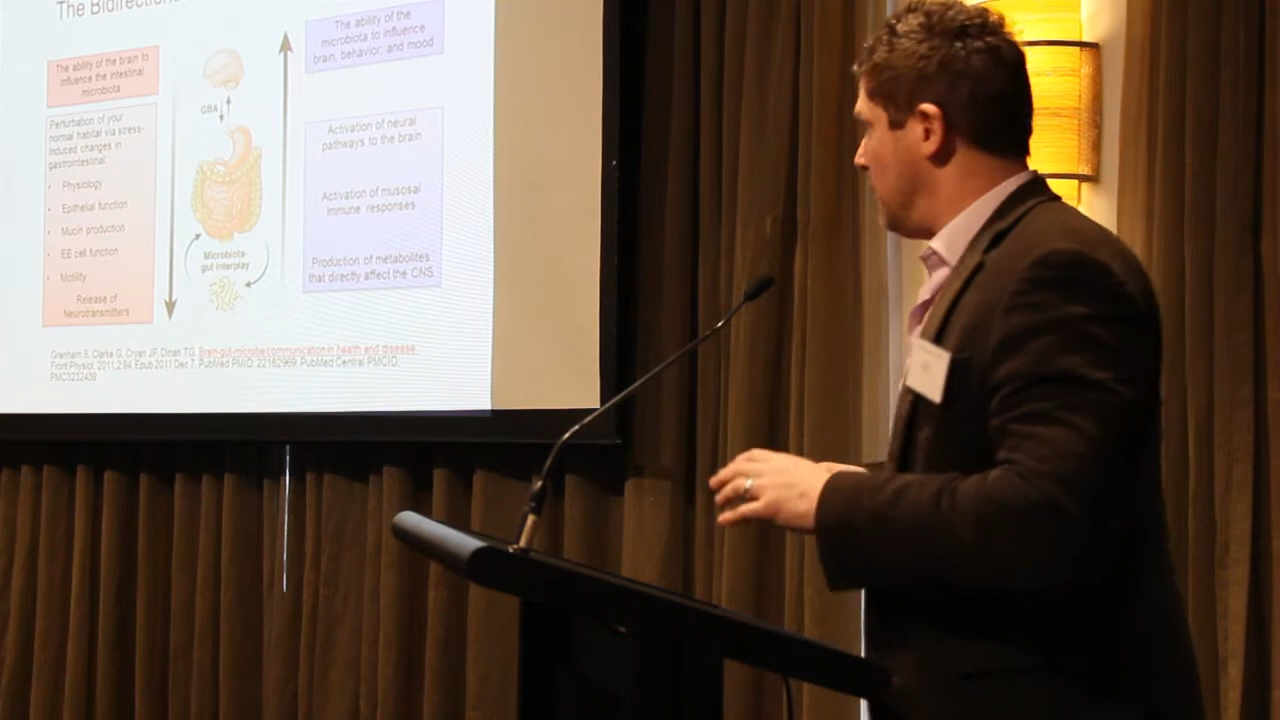 The Bidirectiona
The ability of the brain to
influence the intestinal
microbiota
Perturbation of your
normal habital via stress-
induced changes in
gastrointestinal:
• Physiology
• Epithelial function
• Mucin production
• EE cell function
• Motility
Release of
Neurotransmitters
GBA
Microbiota-
gut interplay
The ability of the
microbiota to influence
brain, behavior, and mood
Activation of neural
pathways to the brain
Activation of musosal
immune responses
Production of metabolites
that directly affect the CNS
Grenham S, Clarke G, Cryan JF, Dinan TG. Brain-gut-microbe communication in health and disease.
Front Physiol. 2011;2:94. Epub 2011 Dec 7. PubMed PMID: 22162969; PubMed Central PMCID:
PMC3232439